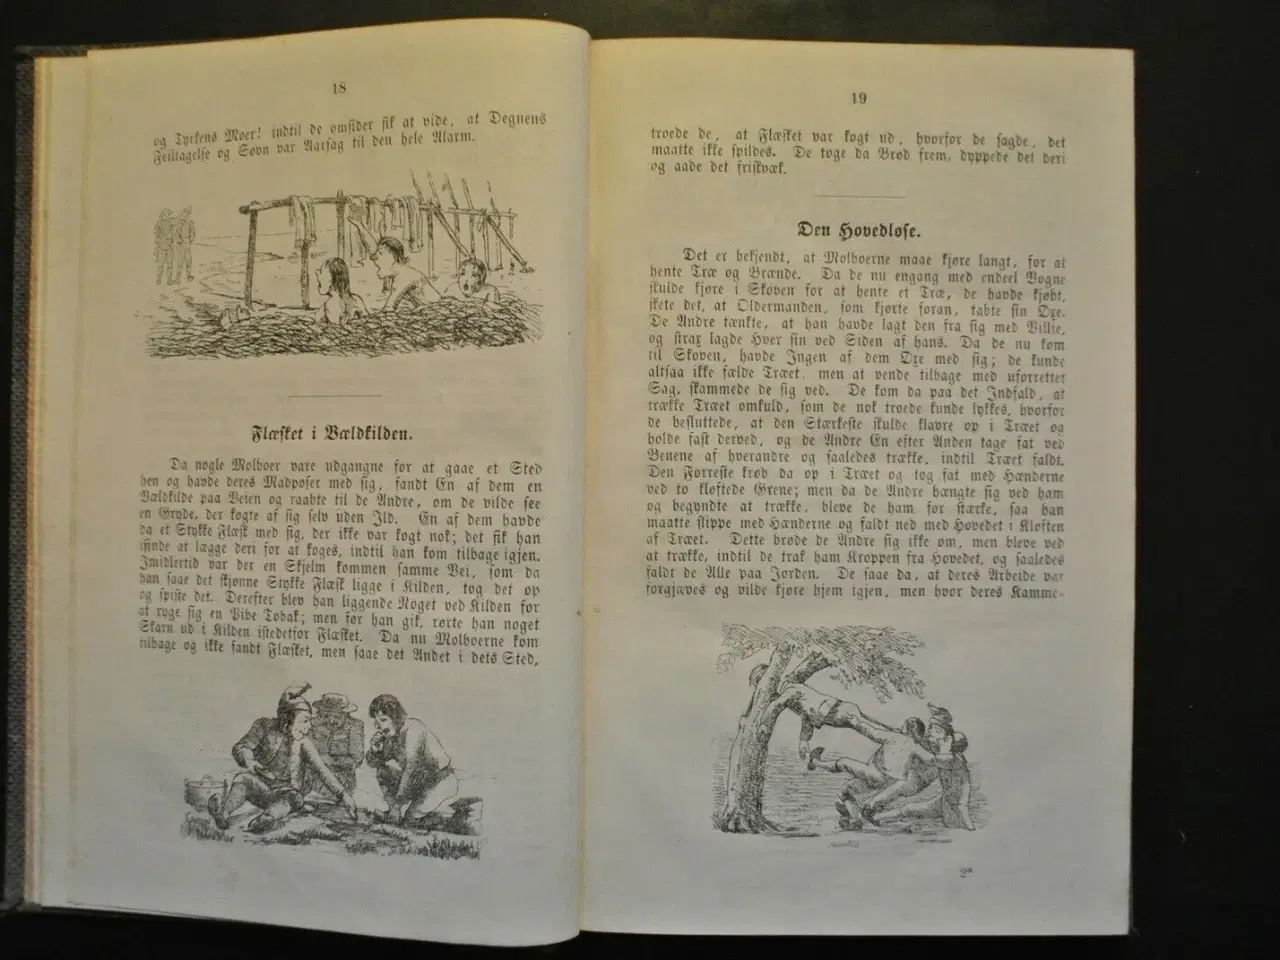 18
og Tyrkens Moer! indtil de omsider fik at vide, at Degnens
Feiltagelse og Søvn var Aarsag til den hele Alarm.
Flæsket i Vældkilden.
Da nogle Molboer vare udgangne for at gaae et Sted
hen og havde deres Madposer med sig, fandt En af dem en
Vældkilde paa Veien og raabte til de Andre, om de vilde see
en Gryde, der kogte af sig selv uden Ild. En af dem havde
da et Stykke Flæsk med sig, der ikke var kogt nok; det fik han
isinde at lægge deri for at koges, indtil han kom tilbage igjen.
Imidlertid var der en Skjelm kommen samme Vei, som da
han saae det skjønne Stykke Flæsk ligge i Kilden, tog det op
og spiste det. Derefter blev han liggende Noget ved Kilden for
at ryge sig en Pibe Tobak; men før han gik, rørte han noget
Skarn ud i Kilden istedetfor Flæsket. Da nu Molboerne kom
tilbage og ikke fandt Flæsket, men saae det Andet i dets Sted,
19
troede de, at Flæsket var kogt ud, hvorfor de sagde, det
maatte ikke spildes. De toge da Brød frem, dyppede det deri
og aade det friskvæk.
Den Hovedløse.
Det er bekjendt, at Molboerne maae kjøre langt, for at
hente Træ og Brænde. Da de nu engang med endeel Vogne
skulde kjøre i Skoven for at hente et Træ, de havde kjøbt,
skete det, at Oldermanden, som kjørte foran, tabte sin Øxe.
De Andre tænkte, at han havde lagt den fra sig med Villie,
og strax lagde Hver sin ved Siden af hans. Da de nu kom
til Skoven, havde Ingen af dem Øxe med sig; de kunde
altsaa ikke fælde Træet, men at vende tilbage med uforrettet
Sag, skammede de sig ved. De kom da paa det Indfald, at
trække Træet omkuld, som de nok troede kunde lykkes, hvorfor
de besluttede, at den Stærkeste skulde klavre op i Træet og
holde fast derved, og de Andre En efter Anden tage fat ved
Benene af hverandre og saaledes trække, indtil Træet faldt.
Den Forreste krøb da op i Træet og tog fat med Hænderne
ved to kløftede Grene; men da de Andre hængte sig ved ham
og begyndte at trække, bleve de ham for stærke, saa han
maatte slippe med Hænderne og faldt ned med Hovedet i Kløften
af Træet. Dette brøde de Andre sig ikke om, men bleve ved
at trække, indtil de trak ham Kroppen fra Hovedet, og saaledes
faldt de Alle paa Jorden. De saae da, at deres Arbeide var
forgjæves og vilde kjøre hjem igjen, men hvor deres Kamme-
2*